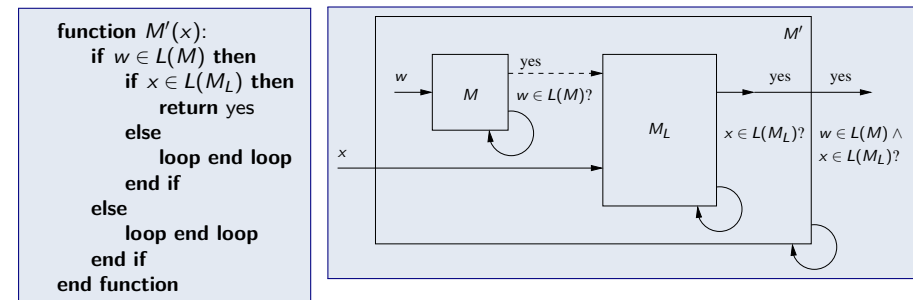 function M′(x):
if w ∈ L(M) then
if x ∈ L(M_L) then
return yes
else
loop end loop
end if
else
loop end loop
end if
end function
M′
w
M
yes
w ∈ L(M)?
x
M_L
yes
x ∈ L(M_L)?
yes
w ∈ L(M) ∧
x ∈ L(M_L)?